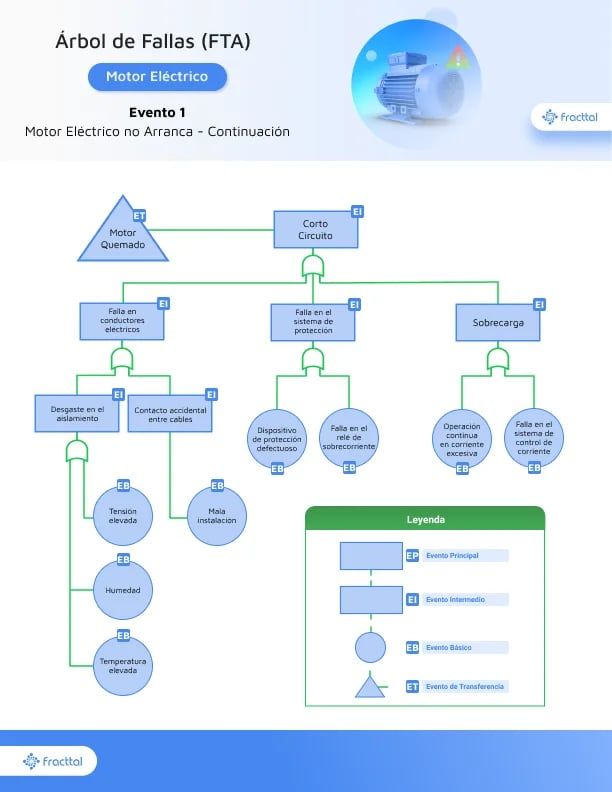 Árbol de Fallas (FTA)
Motor Eléctrico
Evento 1
Motor Eléctrico no Arranca - Continuación
fracttal
ET
Motor
Quemado
EI
Corto
Circuito
EI
Falla en
conductores
eléctricos
EI
Falla en el
sistema de
protección
EI
Sobrecarga
EI
Desgaste en el
aislamiento
EI
Contacto accidental
entre cables
Dispositivo
de protección
defectuoso
EB
Falla en el
relé de
sobrecorriente
EB
Operación
continua
en corriente
excesiva
EB
Falla en el
sistema de
control de
corriente
EB
EB
Tensión
elevada
EB
Mala
instalación
EB
Humedad
EB
Temperatura
elevada
Leyenda
EP Evento Principal
EI Evento Intermedio
EB Evento Básico
ET Evento de Transferencia
fracttal